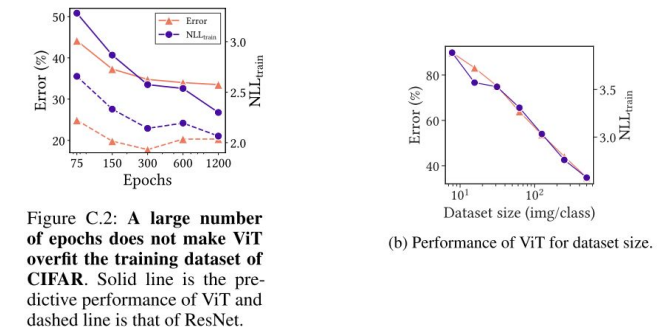 50
40
30
20
Error (%)
Error
NLLtrain
3.0
2.5
2.0
NLLtrain
75 150 300 600 1200
Epochs
Figure C.2: A large number
of epochs does not make ViT
overfit the training dataset of
CIFAR. Solid line is the pre-
dictive performance of ViT and
dashed line is that of ResNet.
80
60
40
Error (%)
3.5
3.0
NLLtrain
10¹ 10²
Dataset size (img/class)
(b) Performance of ViT for dataset size.